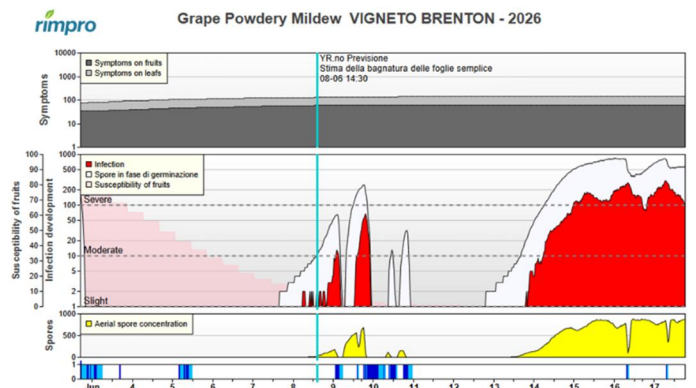 rimpro
Grape Powdery Mildew VIGNETO BRENTON - 2026
YR.no Previsione
Stima della bagnatura delle foglie semplice
08-06 14:30
Symptoms
10000
1000
100
10
1
Symptoms on fruits
Symptoms on leafs
Susceptibility of fruits
Infection development
100
90
80
70
60
50
40
30
20
10
0
1000
500
200
100
50
20
10
5
2
1
Infection
Spore in fase di germinazione
Susceptibility of fruits
Severe
Moderate
Slight
Spores
1000
500
0
Aerial spore concentration
1
0
Jun 4 5 6 7 8 9 10 11 12 13 14 15 16 17